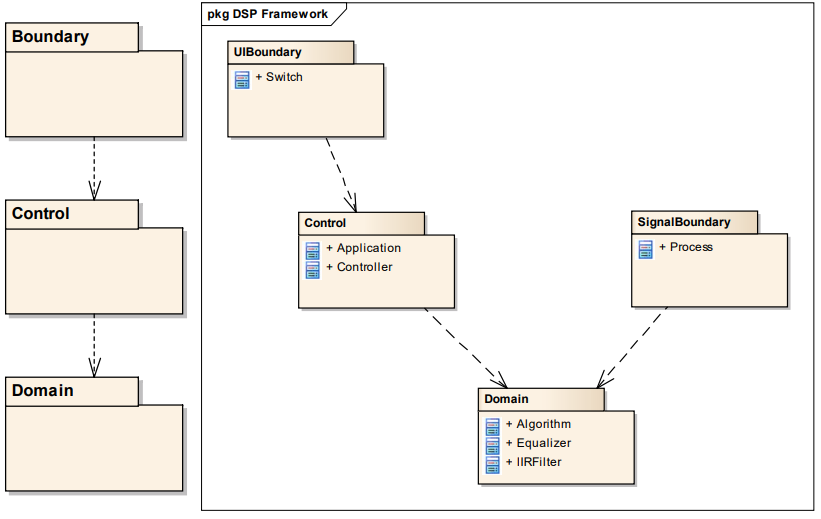 Boundary
Control
Domain
pkg DSP Framework
UIBoundary
+ Switch
Control
+ Application
+ Controller
SignalBoundary
+ Process
Domain
+ Algorithm
+ Equalizer
+ IIRFilter